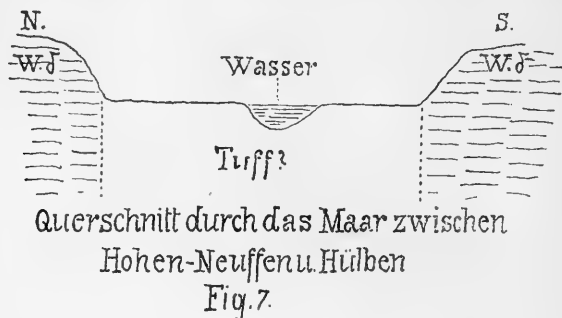 N. S.
W.δ W.δ
Wasser
Tuff?
Querschnitt durch das Maar zwischen
Hohen-Neuffen u. Hülben
Fig. 7.